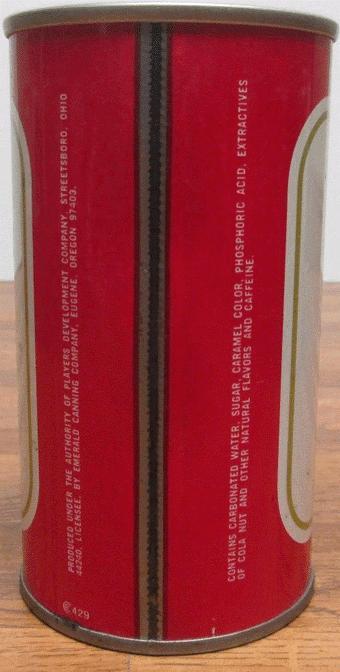 PRODUCED UNDER THE AUTHORITY OF PLAYERS DEVELOPMENT COMPANY, STREETSBORO, OHIO
44240. LICENSEE, BY EMERALD CANNING COMPANY, EUGENE, OREGON 97403.
CONTAINS CARBONATED WATER, SUGAR, CARAMEL COLOR, PHOSPHORIC ACID, EXTRACTIVES
OF COLA NUT AND OTHER NATURAL FLAVORS AND CAFFEINE.
429